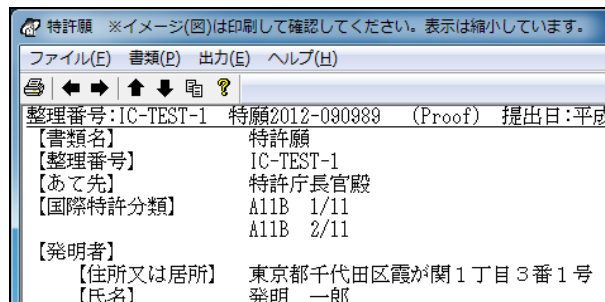 特許願　※イメージ(図)は印刷して確認してください。表示は縮小しています。
ファイル(F) 書類(P) 出力(E) ヘルプ(H)
整理番号:IC-TEST-1 特願2012-090989 (Proof) 提出日:平成
【書類名】 特許願
【整理番号】 IC-TEST-1
【あて先】 特許庁長官殿
【国際特許分類】 A11B 1/11
A11B 2/11
【発明者】
【住所又は居所】 東京都千代田区霞が関1丁目3番1号
【氏名】 発明 一郎